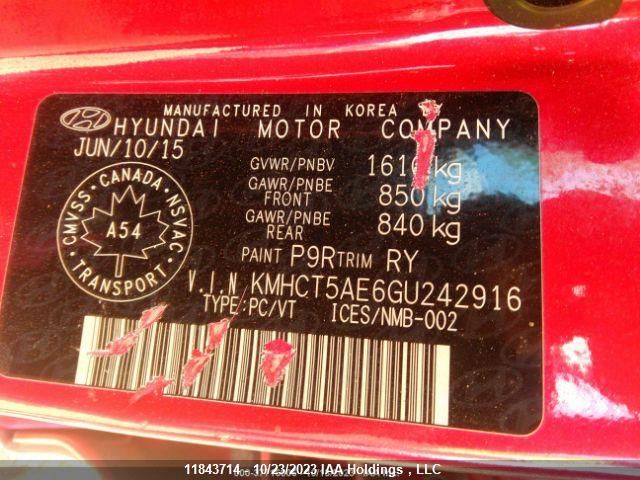 MANUFACTURED IN KOREA
HYUNDAI MOTOR COMPANY
JUN/10/15
GVWR/PNBV 1610 kg
GAWR/PNBE FRONT 850 kg
GAWR/PNBE REAR 840 kg
CMVSS · CANADA · NSVAC
A54
TRANSPORT
PAINT P9R TRIM RY
V.I.N KMHCT5AE6GU242916
TYPE:PC/VT ICES/NMB-002
11843714 - 10/23/2023 IAA Holdings , LLC